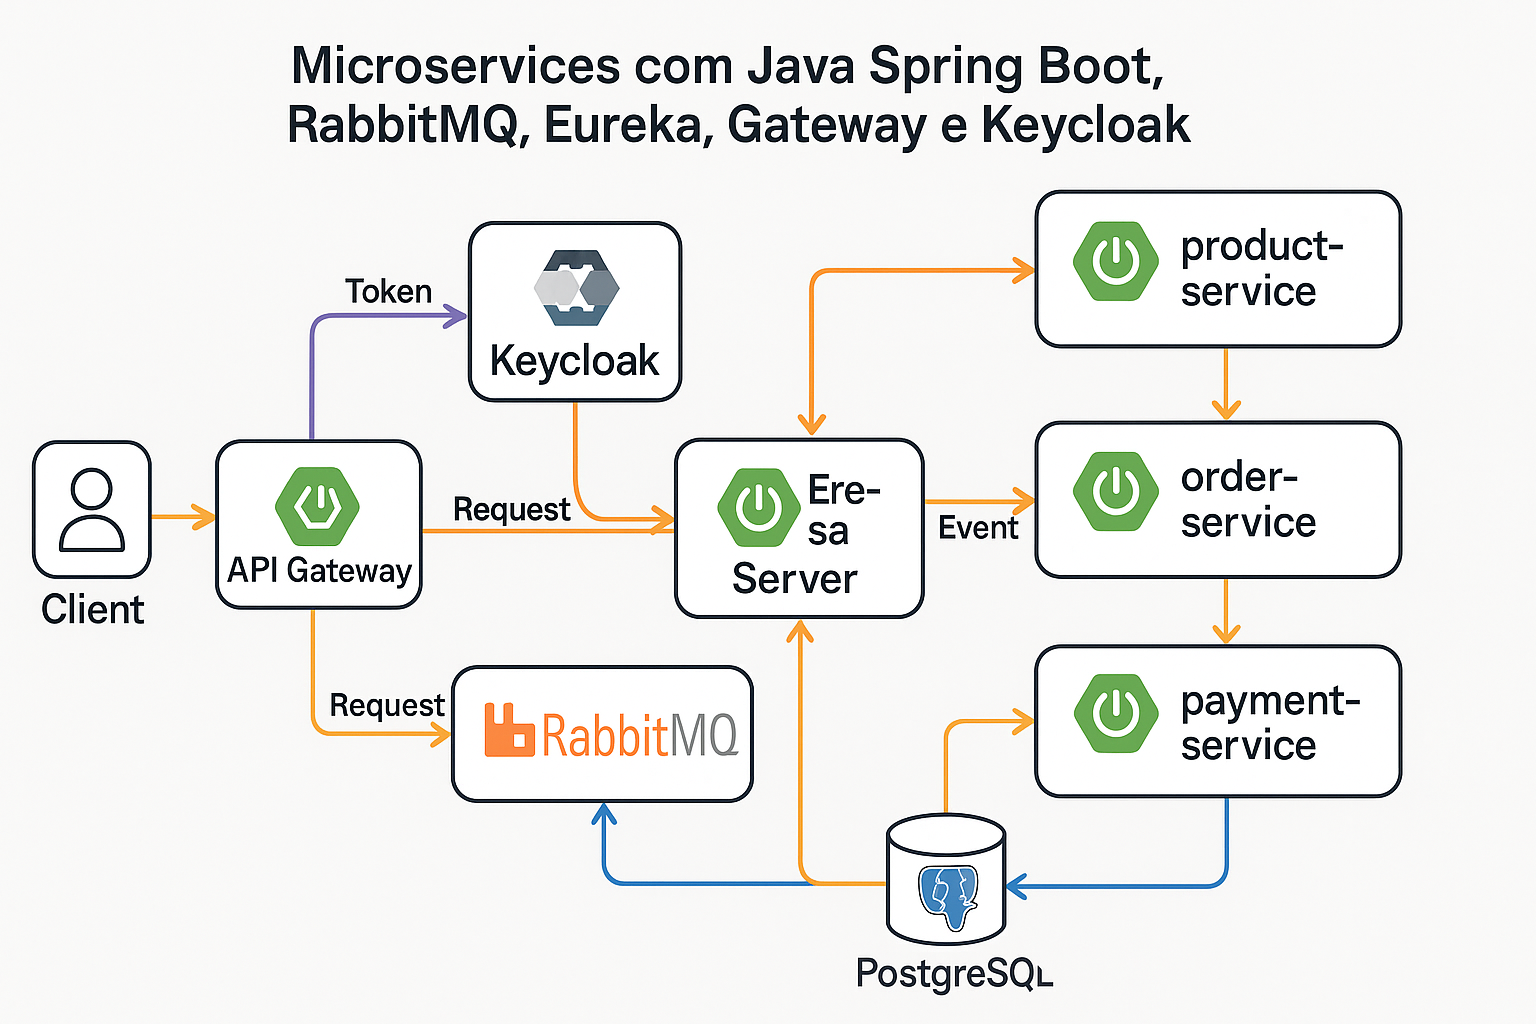 Microservices com Java Spring Boot,
RabbitMQ, Eureka, Gateway e Keycloak
Token
Keycloak
product-
service
Client
API Gateway
Request
Ere-
sa
Server
Event
order-
service
Request
RabbitMQ
payment-
service
PostgreSQL